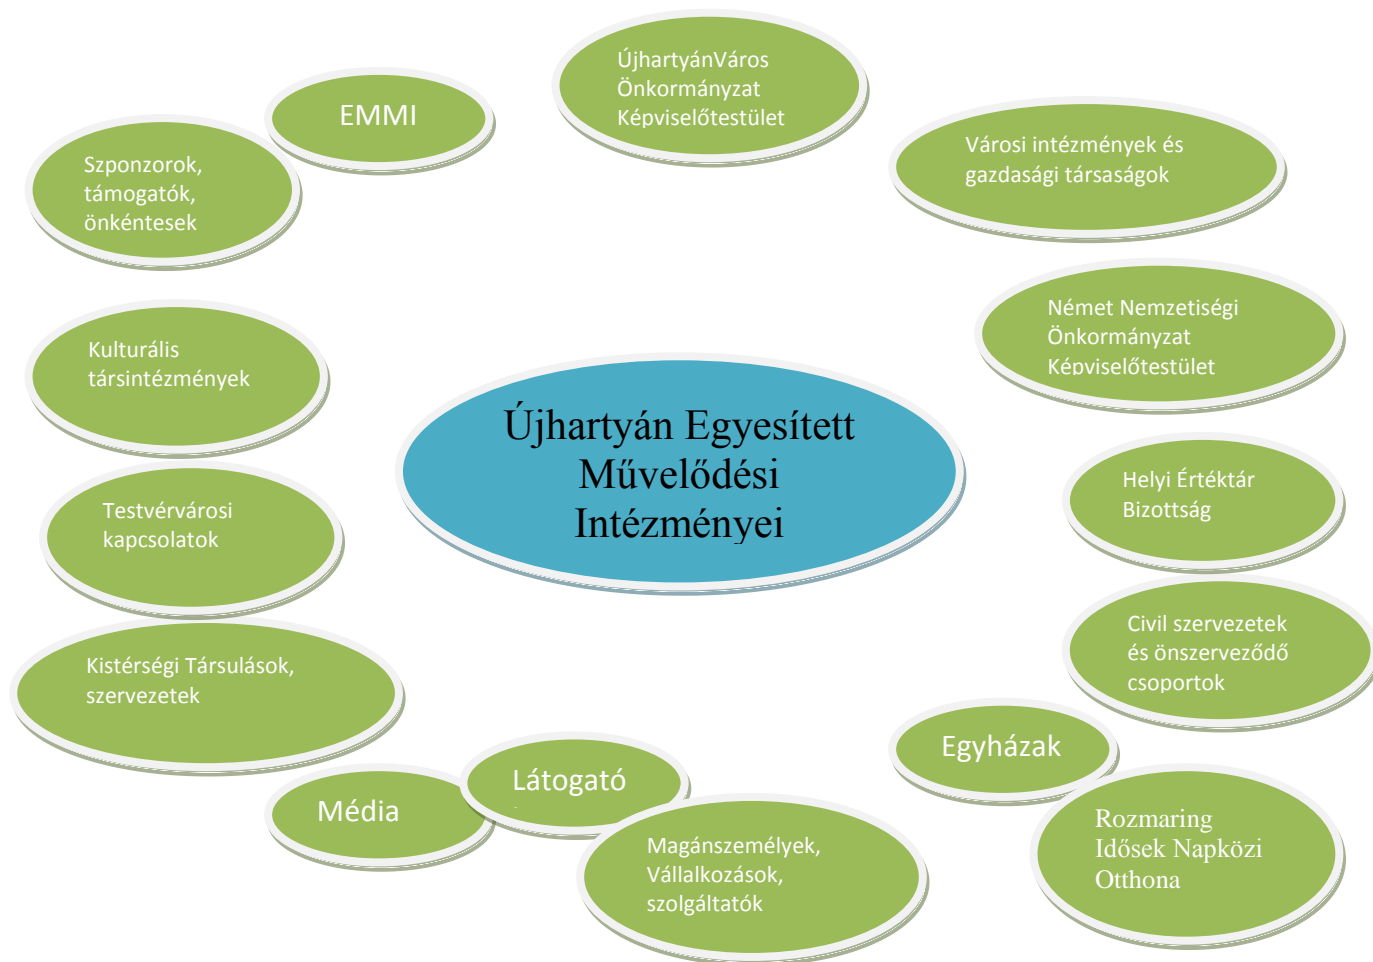 EMMI
ÚjhartyánVáros
Önkormányzat
Képviselőtestület
Városi intézmények és
gazdasági társaságok
Szponzorok,
támogatók,
önkéntesek
Német Nemzetiségi
Önkormányzat
Képviselőtestület
Kulturális
társintézmények
Újhartyán Egyesített
Művelődési
Intézményei
Helyi Értéktár
Bizottság
Testvérvárosi
kapcsolatok
Civil szervezetek
és önszerveződő
csoportok
Kistérségi Társulások,
szervezetek
Egyházak
Látogató
Média
Magánszemélyek,
Vállalkozások,
szolgáltatók
Rozmaring
Idősek Napközi
Otthona